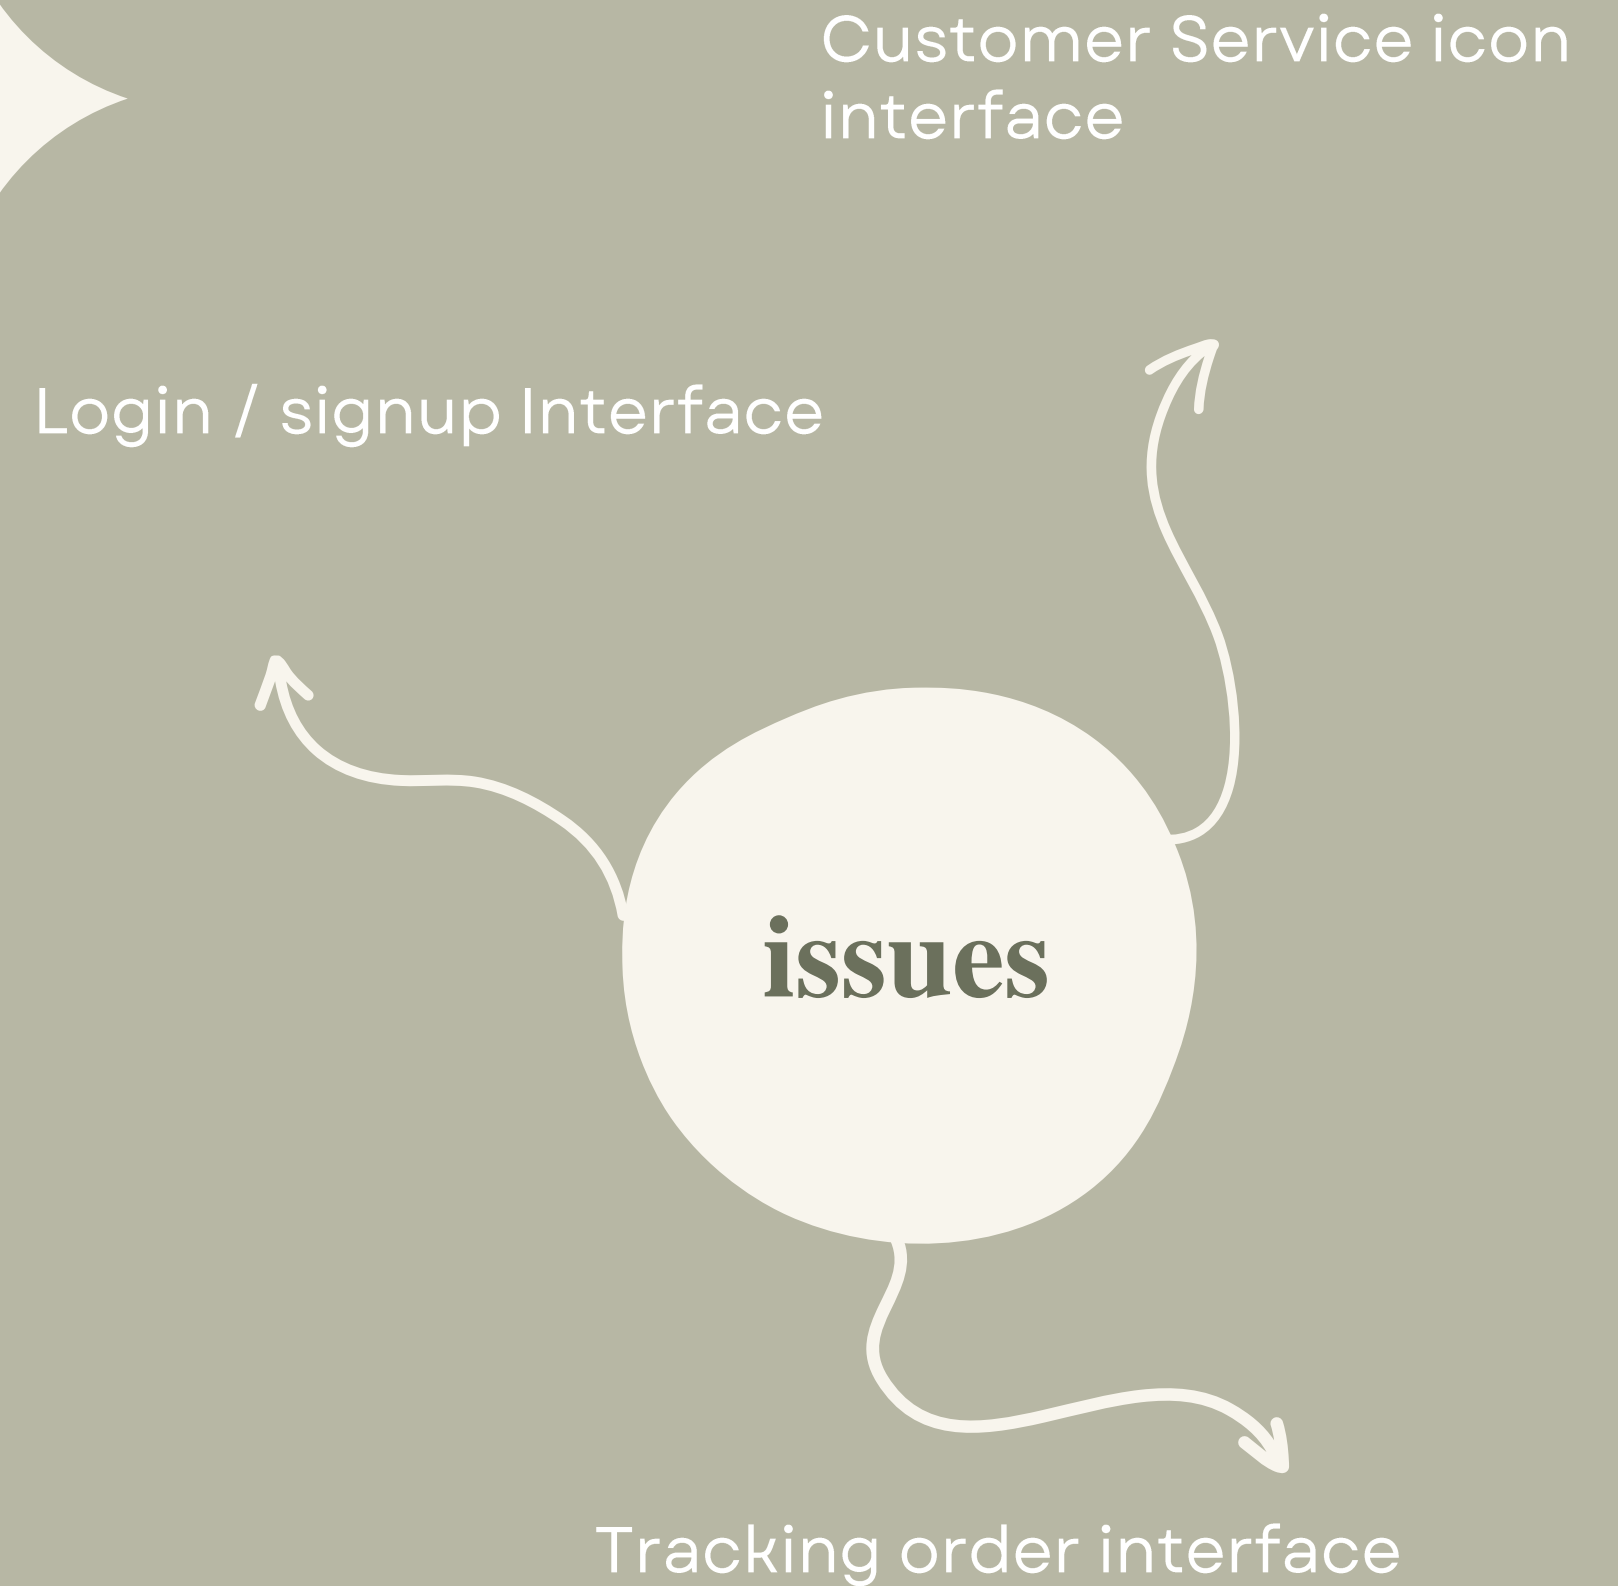 Customer Service icon
interface
Login / signup Interface
issues
Tracking order interface